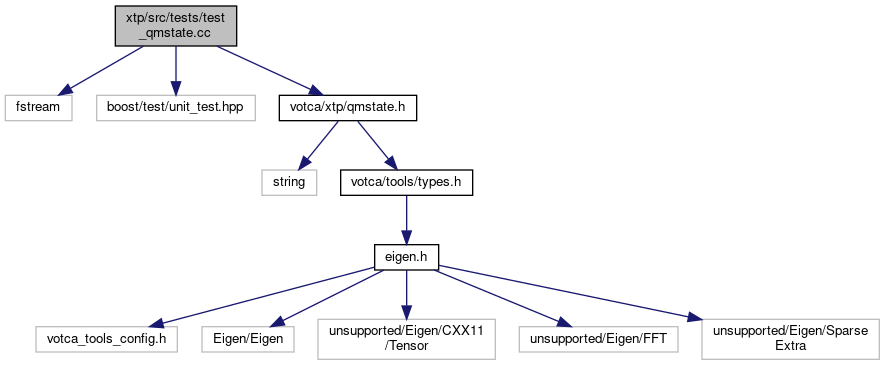 xtp/src/tests/test
_qmstate.cc
fstream
boost/test/unit_test.hpp
votca/xtp/qmstate.h
string
votca/tools/types.h
eigen.h
votca_tools_config.h
Eigen/Eigen
unsupported/Eigen/CXX11
/Tensor
unsupported/Eigen/FFT
unsupported/Eigen/Sparse
Extra